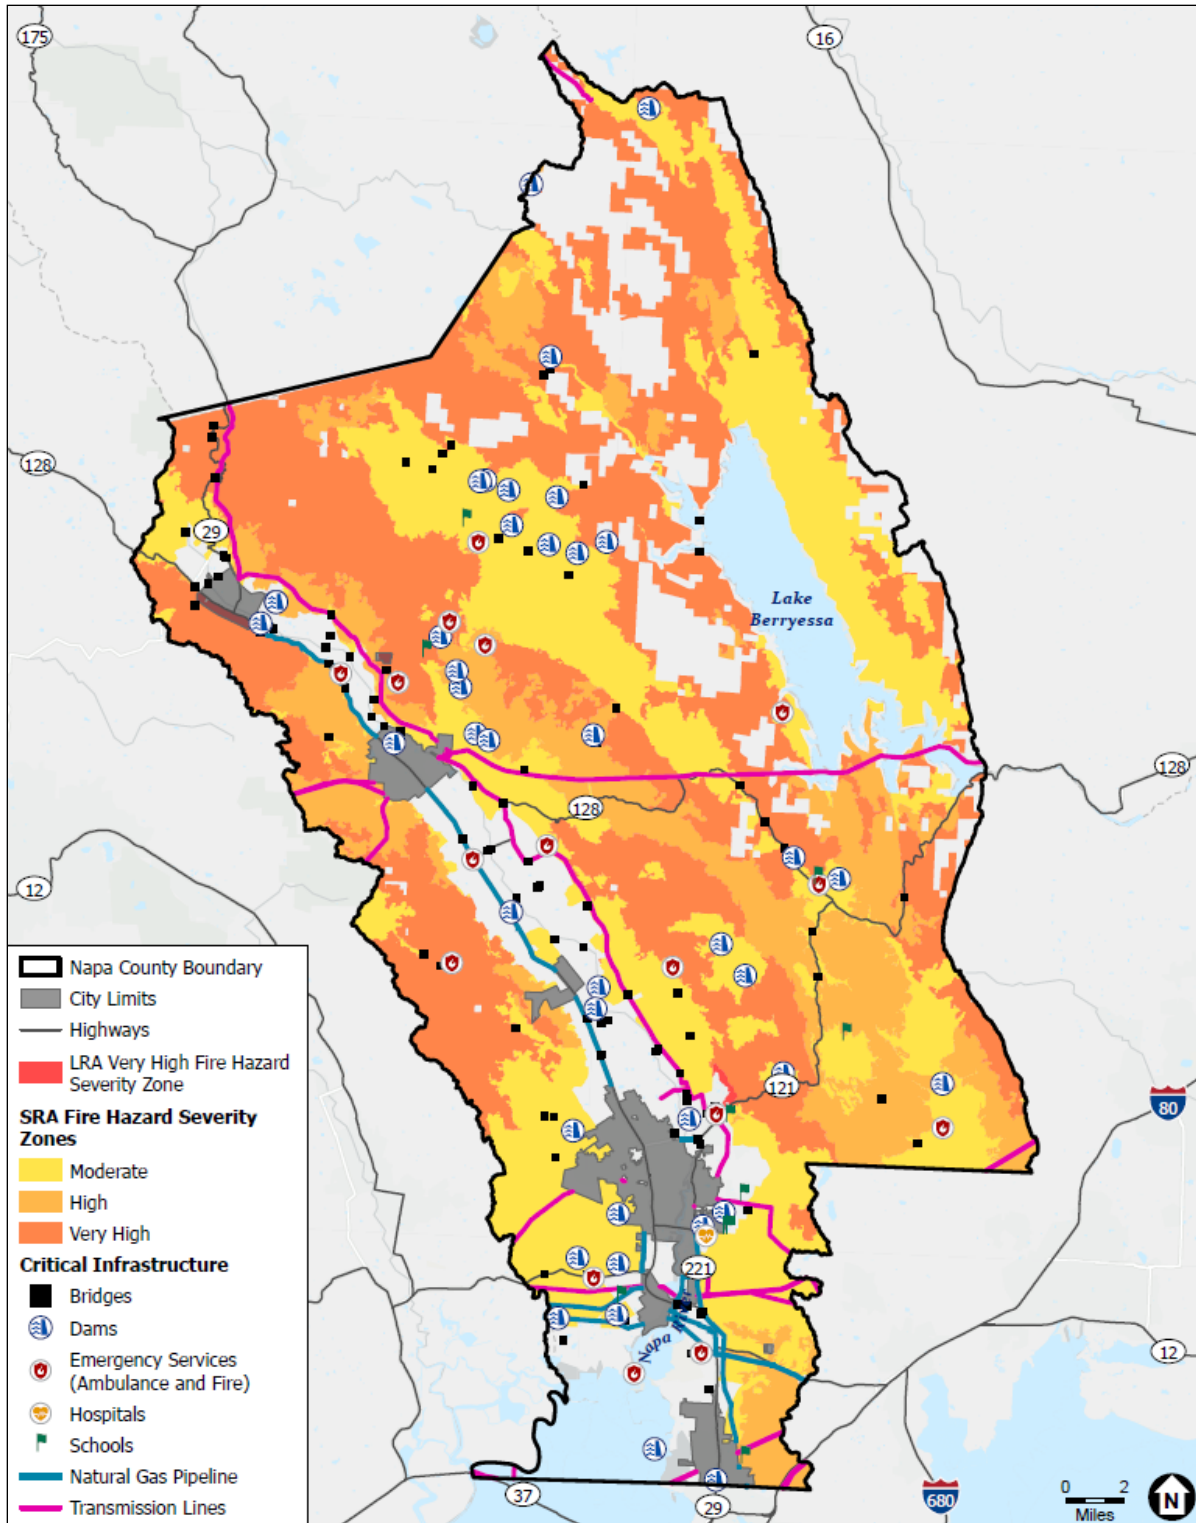 175
16
128
29
Lake
Berryessa
128
128
12
121
80
221
Napa River
12
37
29
680
0 2
Miles
N
Napa County Boundary
City Limits
Highways
LRA Very High Fire Hazard
Severity Zone
SRA Fire Hazard Severity
Zones
Moderate
High
Very High
Critical Infrastructure
Bridges
Dams
Emergency Services
(Ambulance and Fire)
Hospitals
Schools
Natural Gas Pipeline
Transmission Lines